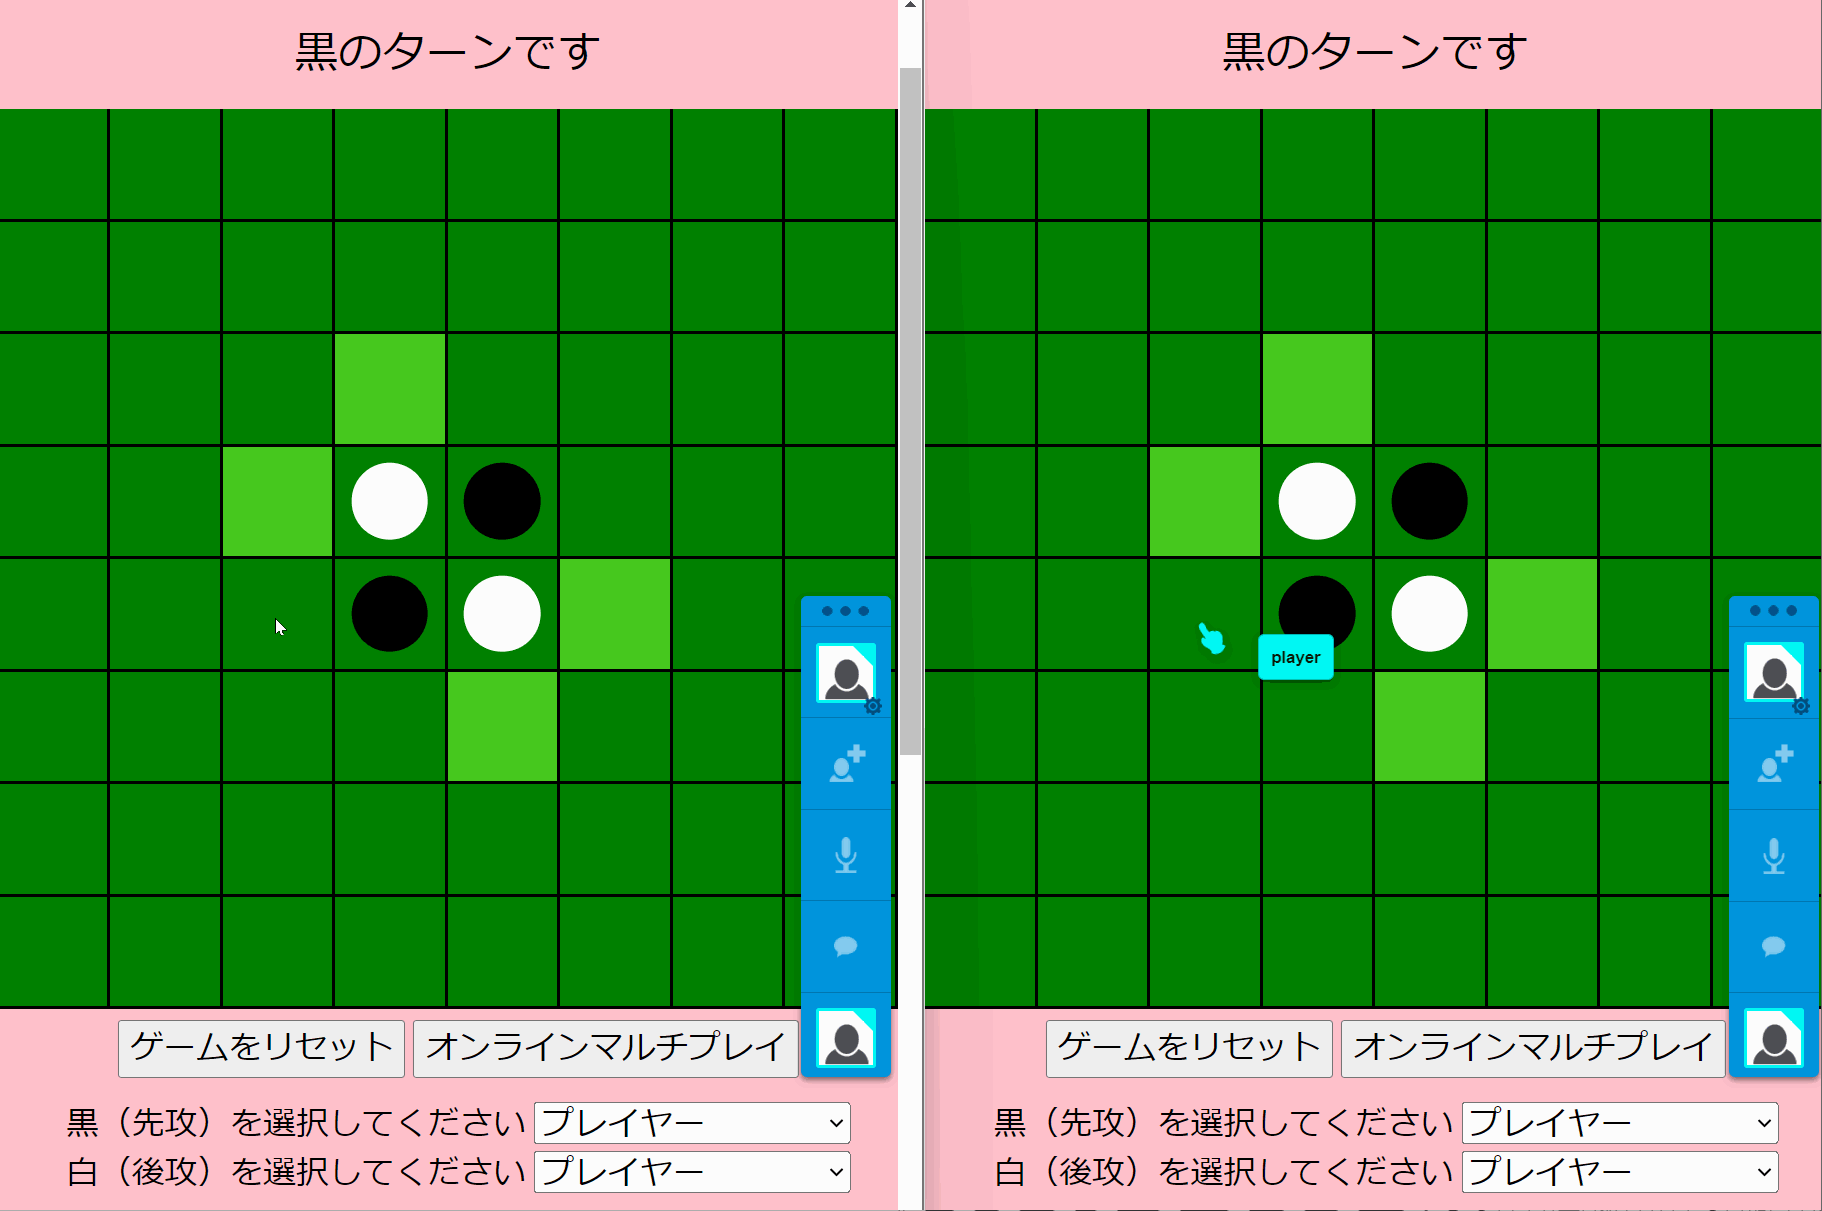 黒のターンです
ゲームをリセット オンラインマルチプレイ
黒（先攻）を選択してください プレイヤー
白（後攻）を選択してください プレイヤー
黒のターンです
player
ゲームをリセット オンラインマルチプレイ
黒（先攻）を選択してください プレイヤー
白（後攻）を選択してください プレイヤー